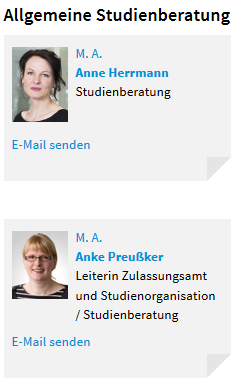 Allgemeine Studienberatung
M. A.
Anne Herrmann
Studienberatung
E-Mail senden
M. A.
Anke Preußker
Leiterin Zulassungsamt
und Studienorganisation
/ Studienberatung
E-Mail senden